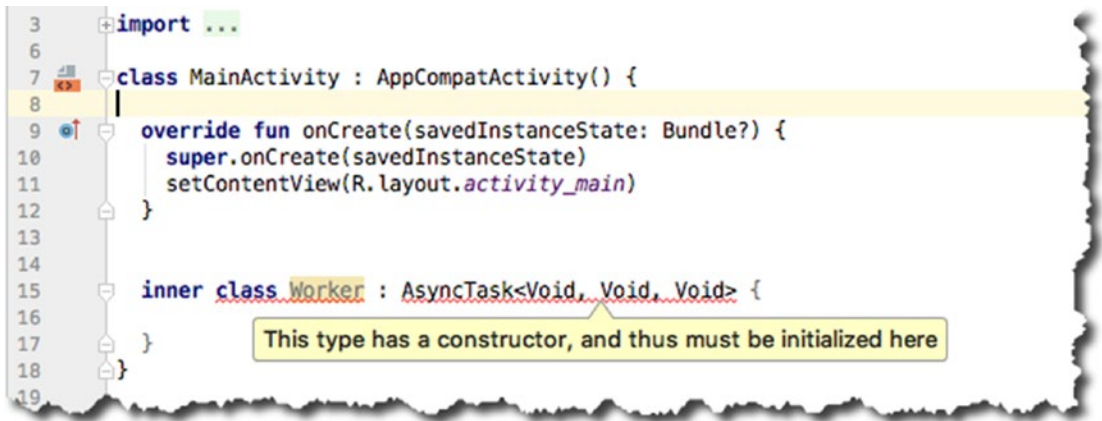 3 import ...
6
7 class MainActivity : AppCompatActivity() {
8
9 override fun onCreate(savedInstanceState: Bundle?) {
10 super.onCreate(savedInstanceState)
11 setContentView(R.layout.activity_main)
12 }
13
14
15 inner class Worker : AsyncTask<Void, Void, Void> {
16
This type has a constructor, and thus must be initialized here
17 }
18 }
19